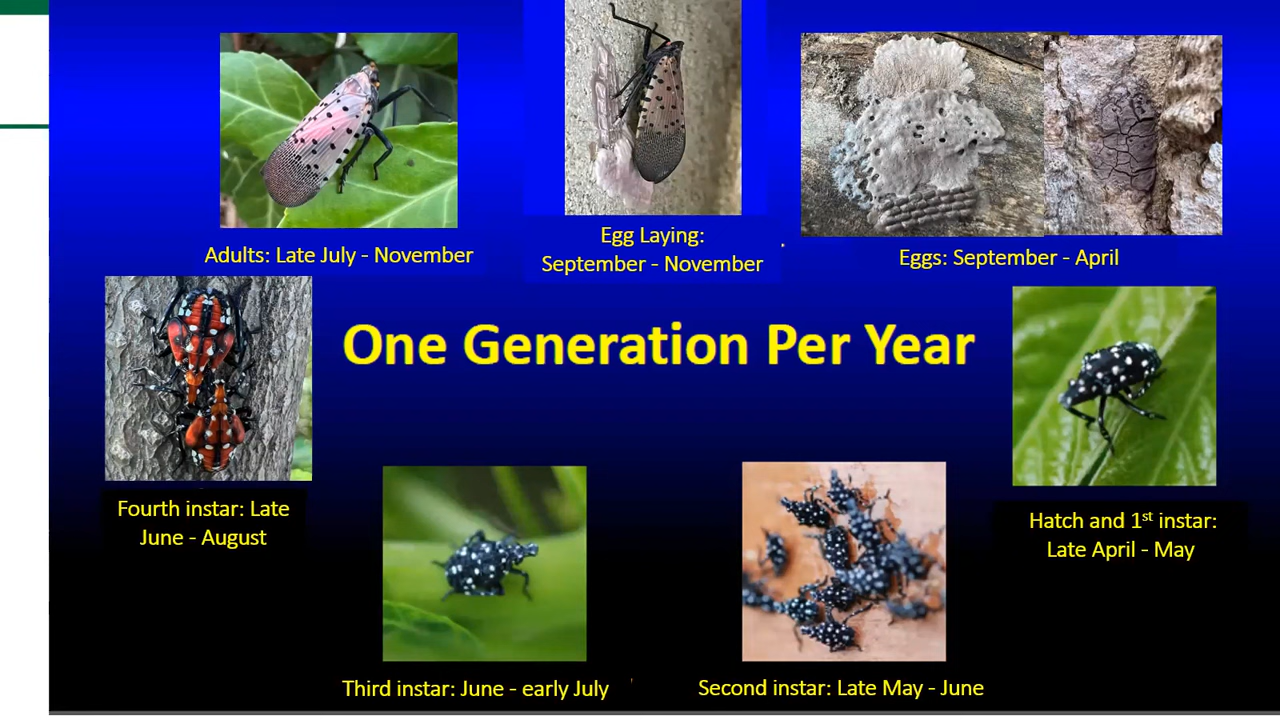 Adults: Late July - November
Egg Laying:
September - November
Eggs: September - April
One Generation Per Year
Fourth instar: Late
June - August
Hatch and 1st instar:
Late April - May
Third instar: June - early July
Second instar: Late May - June